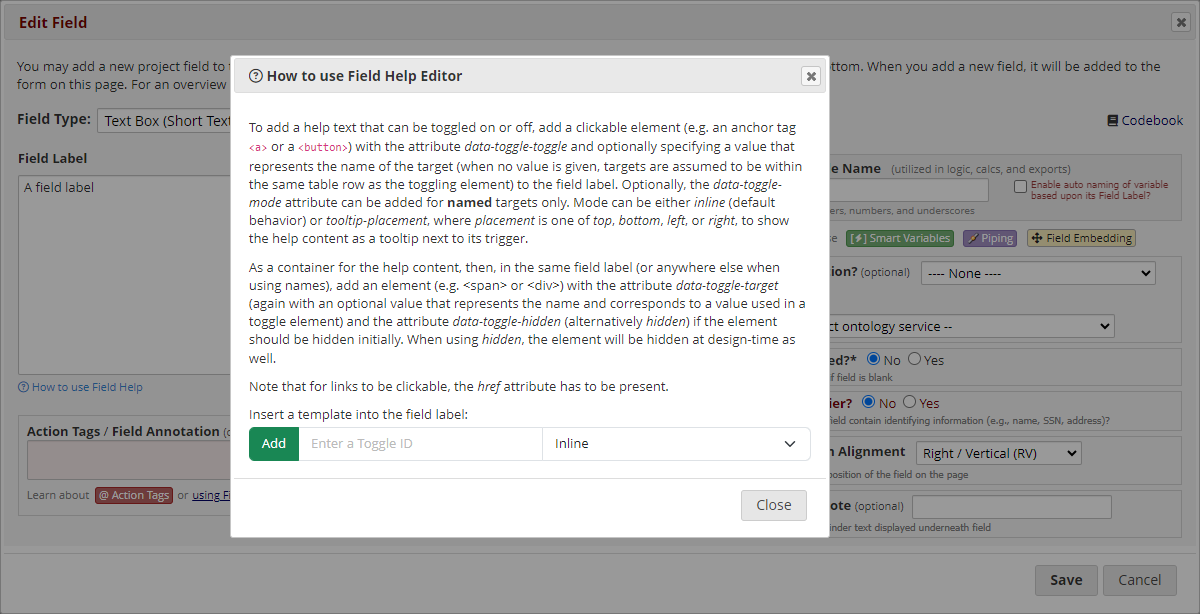 Edit Field
You may add a new project field to
ttom. When you add a new field, it will be added to the
form on this page. For an overview
Field Type:
Text Box (Short Text
Codebook
Field Label
A field label
How to use Field Help
Action Tags / Field Annotation
Learn about @ Action Tags or using Fi
How to use Field Help Editor
To add a help text that can be toggled on or off, add a clickable element (e.g. an anchor tag
<a> or a <button>) with the attribute data-toggle-toggle and optionally specifying a value that
represents the name of the target (when no value is given, targets are assumed to be within
the same table row as the toggling element) to the field label. Optionally, the data-toggle-
mode attribute can be added for named targets only. Mode can be either inline (default
behavior) or tooltip-placement, where placement is one of top, bottom, left, or right, to show
the help content as a tooltip next to its trigger.
As a container for the help content, then, in the same field label (or anywhere else when
using names), add an element (e.g. <span> or <div>) with the attribute data-toggle-target
(again with an optional value that represents the name and corresponds to a value used in a
toggle element) and the attribute data-toggle-hidden (alternatively hidden) if the element
should be hidden initially. When using hidden, the element will be hidden at design-time as
well.
Note that for links to be clickable, the href attribute has to be present.
Insert a template into the field label:
Add
Enter a Toggle ID
Inline
Close
e Name (utilized in logic, calcs, and exports)
Enable auto naming of variable
based upon its Field Label?
ers, numbers, and underscores
Smart Variables
Piping
Field Embedding
ion? (optional)
---- None ----
ct ontology service --
ed?* No Yes
f field is blank
ier? No Yes
ield contain identifying information (e.g., name, SSN, address)?
n Alignment
Right / Vertical (RV)
position of the field on the page
ote (optional)
inder text displayed underneath field
Save
Cancel